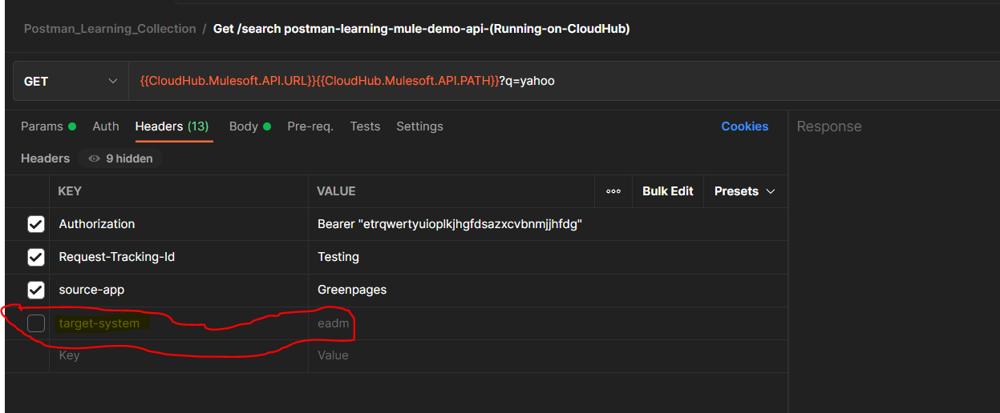 Postman_Learning_Collection / Get /search postman-learning-mule-demo-api-(Running-on-CloudHub)
GET {{CloudHub.Mulesoft.API.URL}}{{CloudHub.Mulesoft.API.PATH}}?q=yahoo
Params Auth Headers (13) Body Pre-req. Tests Settings Cookies Response
Headers 9 hidden
KEY VALUE ooo Bulk Edit Presets
Authorization Bearer "etrqwertyuioplkjhgfdsazxcvbnmjjhfdg"
Request-Tracking-Id Testing
source-app Greenpages
target-system eadm
Key Value